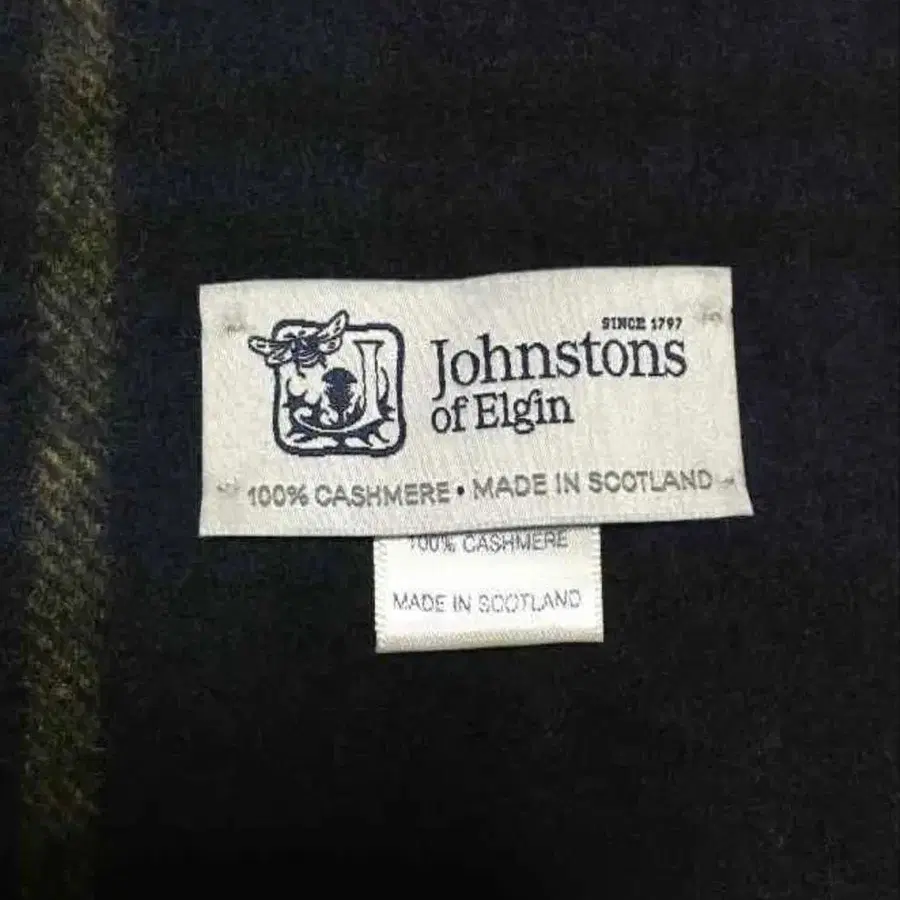 SINCE 1797
Johnstons
of Elgin
100% CASHMERE • MADE IN SCOTLAND
100% CASHMERE
MADE IN SCOTLAND